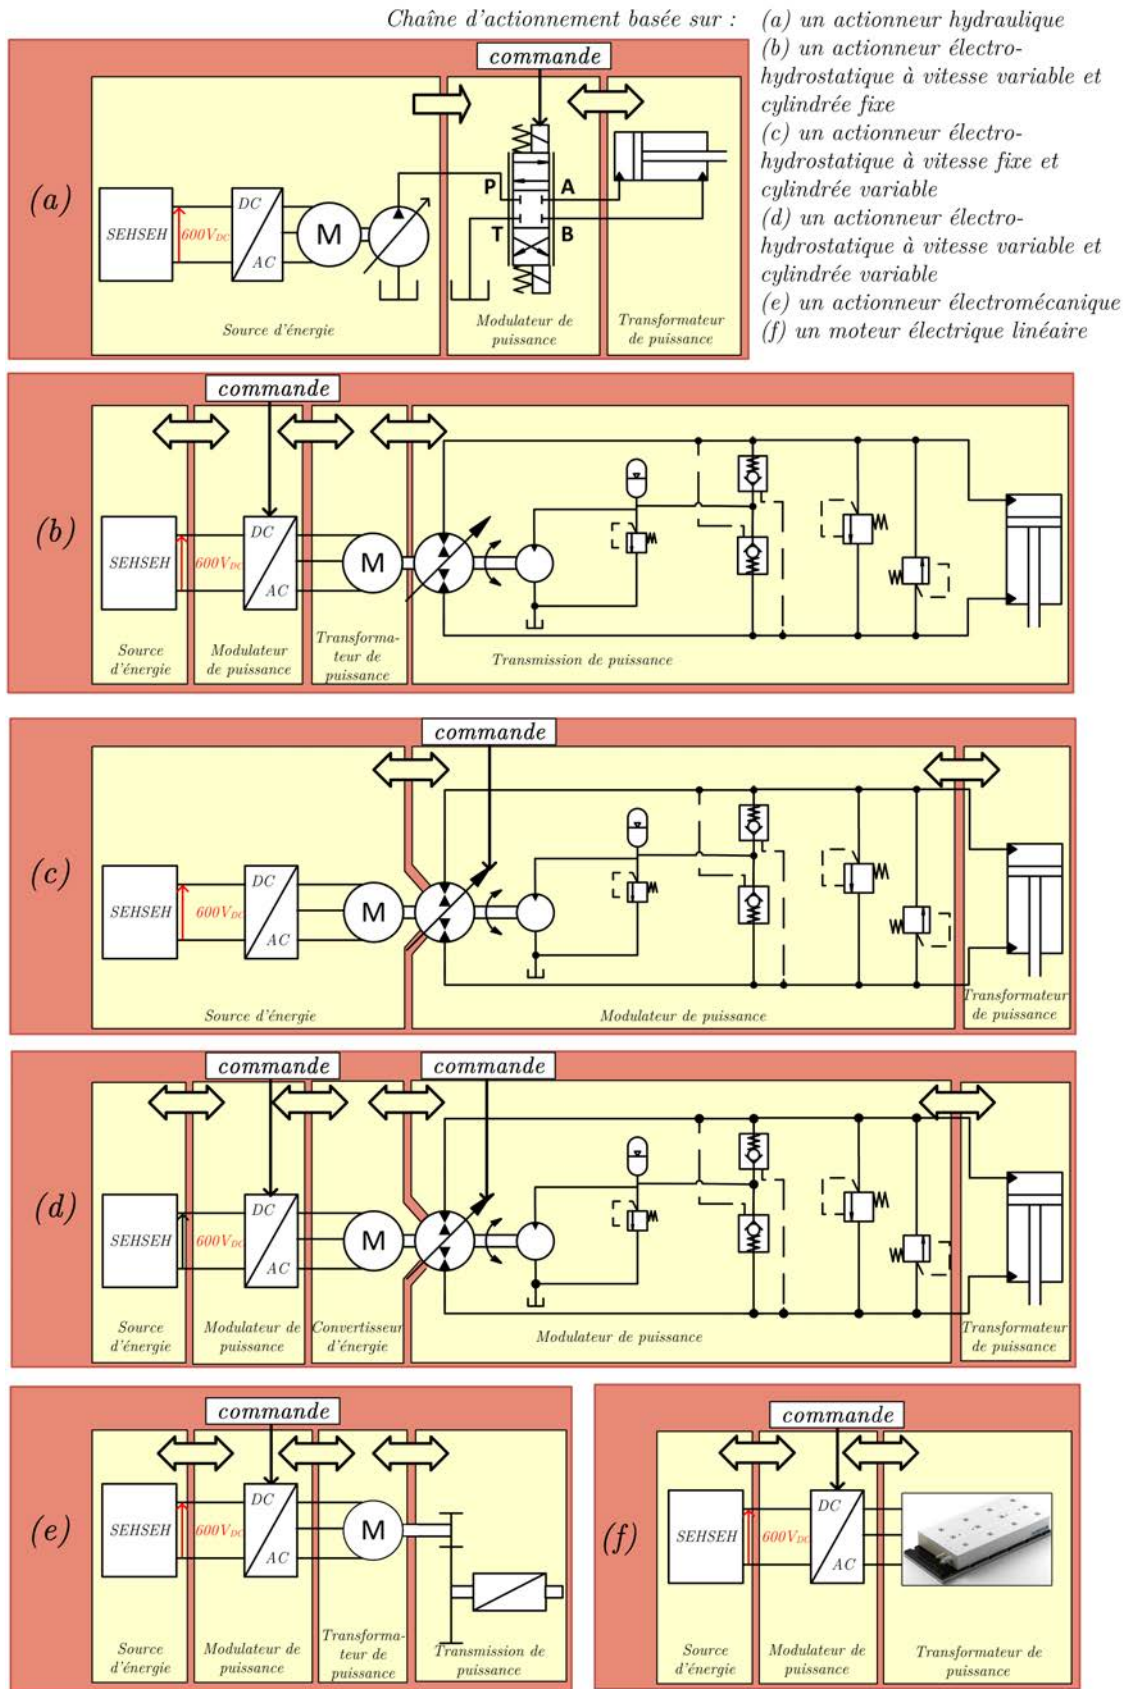 Chaîne d'actionnement basée sur :
(a) un actionneur hydraulique
(b) un actionneur électro-
hydrostatique à vitesse variable et
cylindrée fixe
(c) un actionneur électro-
hydrostatique à vitesse fixe et
cylindrée variable
(d) un actionneur électro-
hydrostatique à vitesse variable et
cylindrée variable
(e) un actionneur électromécanique
(f) un moteur électrique linéaire
commande
(a)
SEHSEH
600VDC
DC
AC
M
P
A
T
B
Source d'énergie
Modulateur de
puissance
Transformateur
de puissance
commande
(b)
SEHSEH
600VDC
DC
AC
M
Source
d'énergie
Modulateur
de puissance
Transforma-
teur de
puissance
Transmission de puissance
commande
(c)
SEHSEH
600VDC
DC
AC
M
Source d'énergie
Modulateur de puissance
Transformateur
de puissance
commande
commande
(d)
SEHSEH
600VDC
DC
AC
M
Source
d'énergie
Modulateur de
puissance
Convertisseur
d'énergie
Modulateur de puissance
Transformateur
de puissance
commande
(e)
SEHSEH
600VDC
DC
AC
M
Source
d'énergie
Modulateur de
puissance
Transforma-
teur de
puissance
Transmission de
puissance
commande
(f)
SEHSEH
600VDC
DC
AC
Source
d'énergie
Modulateur de
puissance
Transformateur de
puissance